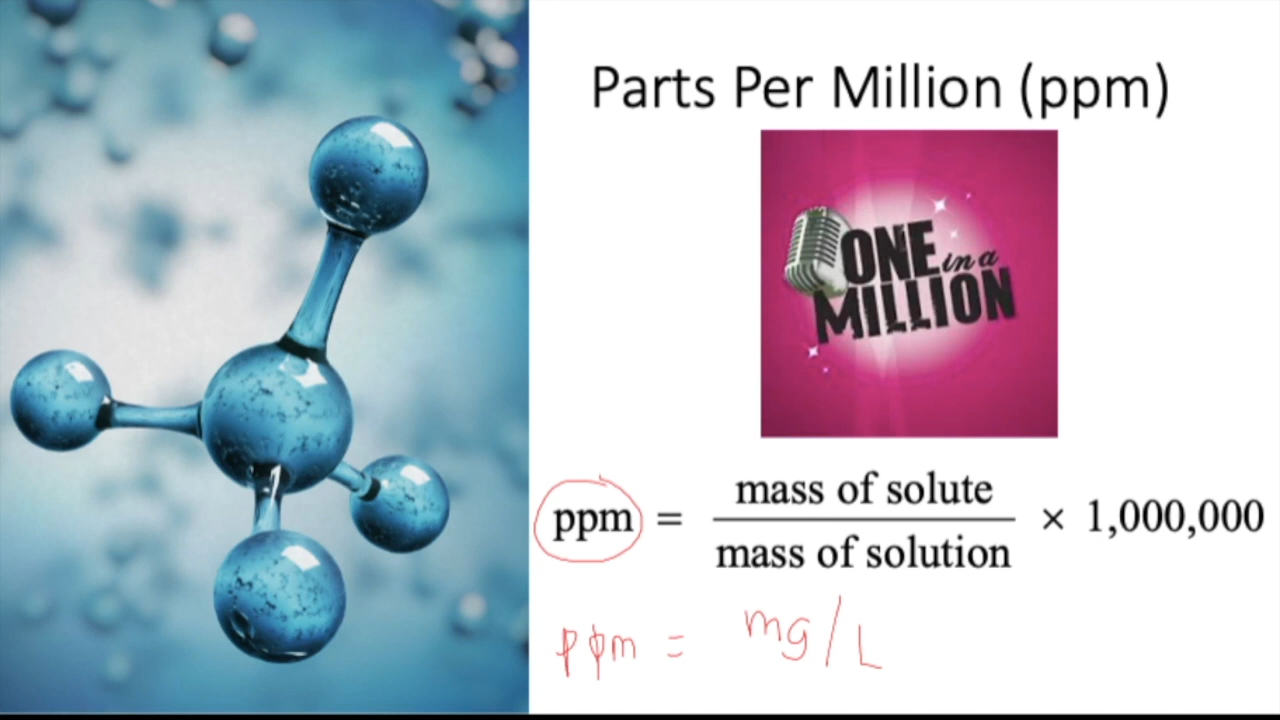 Parts Per Million (ppm)
ONE in a
MILLION
ppm = mass of solute / mass of solution × 1,000,000
ppm = mg/L